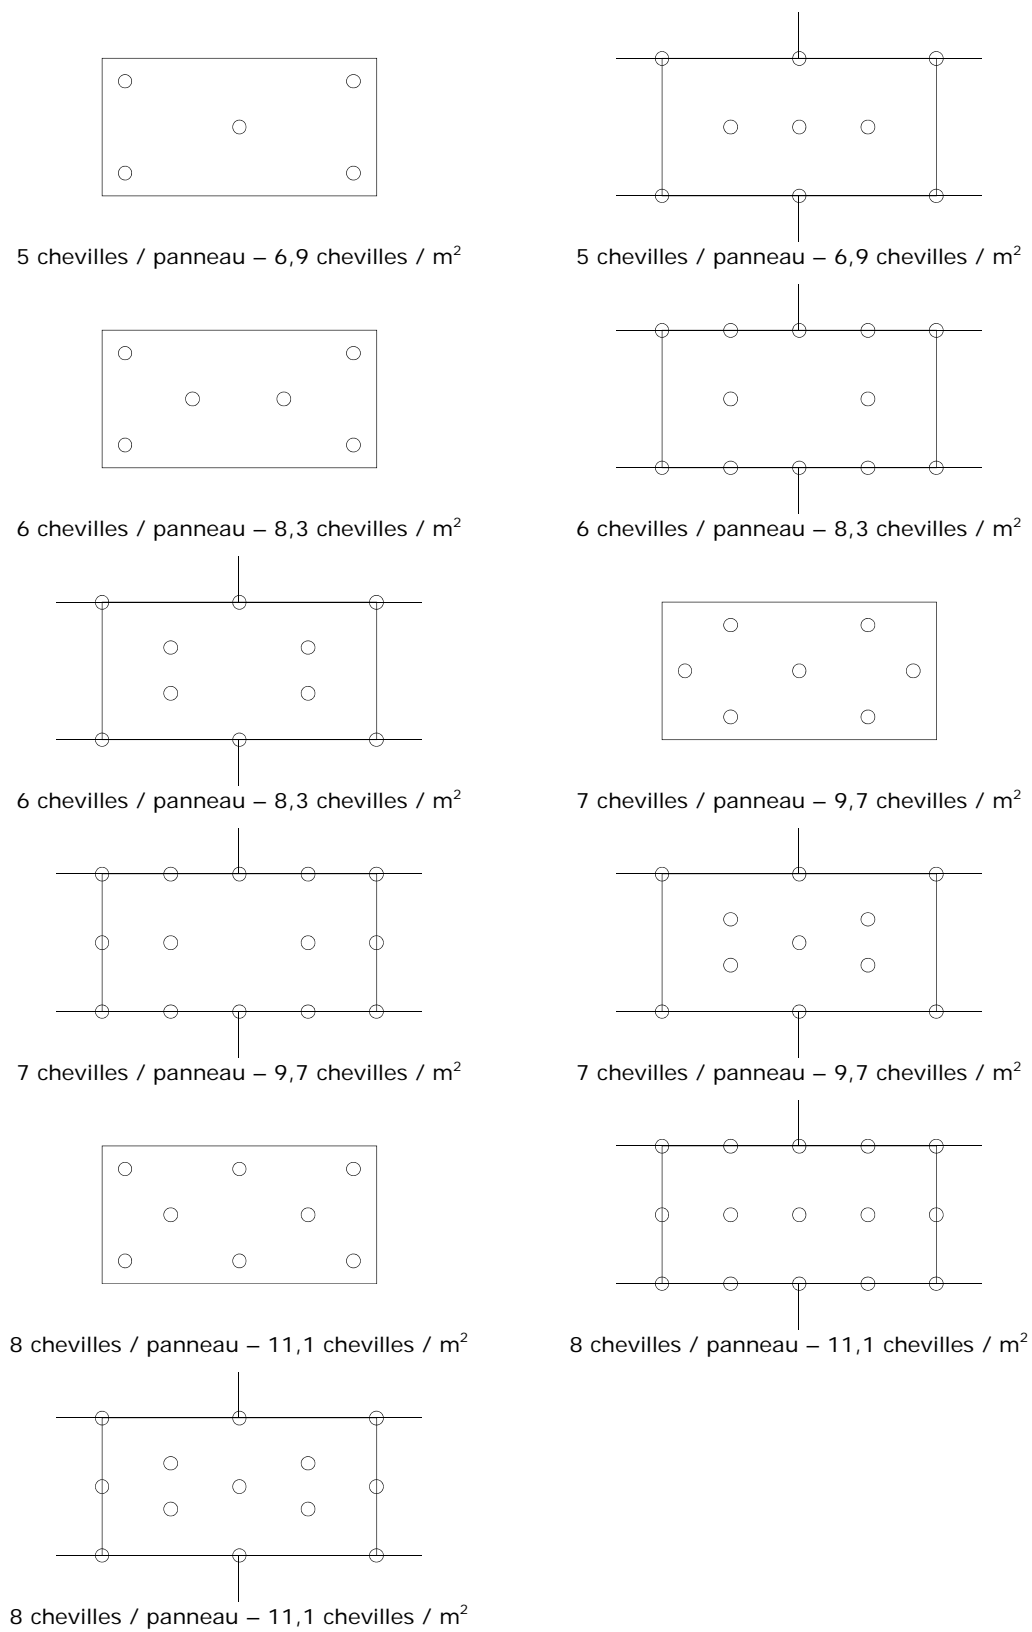 5 chevilles / panneau – 6,9 chevilles / m²
5 chevilles / panneau – 6,9 chevilles / m²
6 chevilles / panneau – 8,3 chevilles / m²
6 chevilles / panneau – 8,3 chevilles / m²
6 chevilles / panneau – 8,3 chevilles / m²
7 chevilles / panneau – 9,7 chevilles / m²
7 chevilles / panneau – 9,7 chevilles / m²
7 chevilles / panneau – 9,7 chevilles / m²
8 chevilles / panneau – 11,1 chevilles / m²
8 chevilles / panneau – 11,1 chevilles / m²
8 chevilles / panneau – 11,1 chevilles / m²